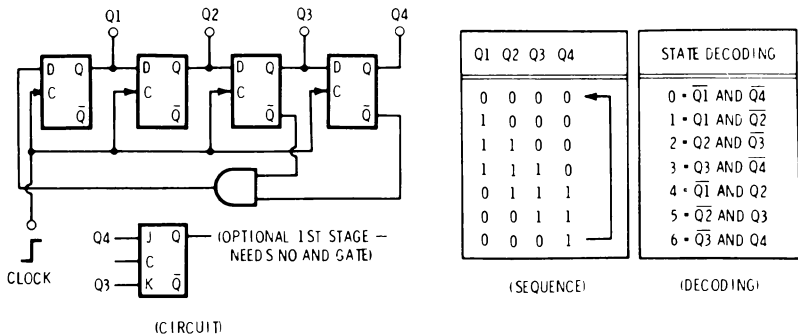 Q1 Q2 Q3 Q4
D Q D Q D Q D Q
C C C C
Q̅ Q̅ Q̅ Q̅
CLOCK
Q4 J Q (OPTIONAL 1ST STAGE –
C NEEDS NO AND GATE)
Q3 K Q̅
(CIRCUIT)
Q1 Q2 Q3 Q4
0 0 0 0
1 0 0 0
1 1 0 0
1 1 1 0
0 1 1 1
0 0 1 1
0 0 0 1
(SEQUENCE)
STATE DECODING
0 = Q̅1̅ AND Q̅4̅
1 = Q1 AND Q̅2̅
2 = Q2 AND Q̅3̅
3 = Q3 AND Q̅4̅
4 = Q̅1̅ AND Q2
5 = Q̅2̅ AND Q3
6 = Q̅3̅ AND Q4
(DECODING)